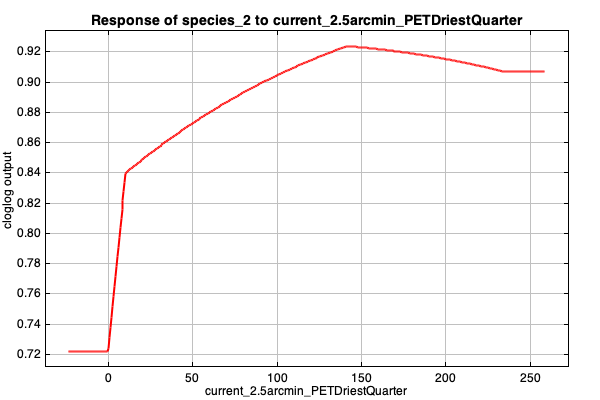 Response of species_2 to current_2.5arcmin_PETDriestQuarter
0.92
0.90
0.88
0.86
0.84
0.82
0.80
0.78
0.76
0.74
0.72
cloglog output
0 50 100 150 200 250
current_2.5arcmin_PETDriestQuarter